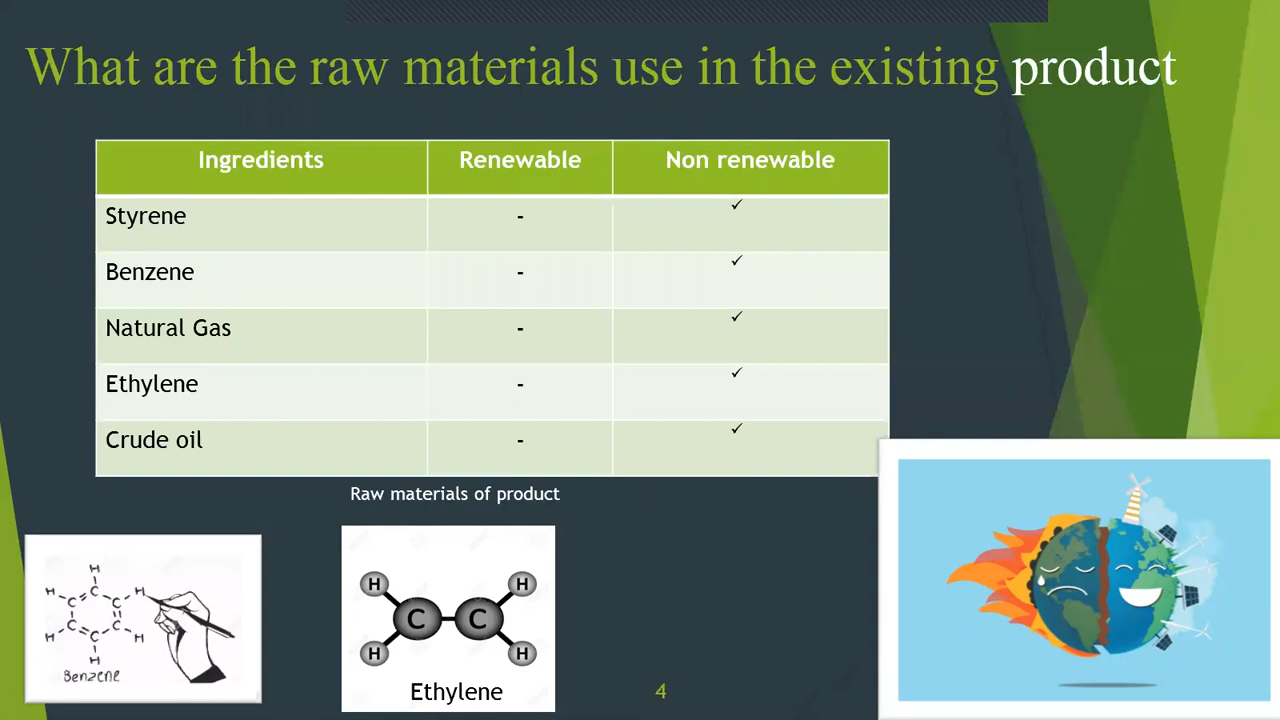 What are the raw materials use in the existing product
Ingredients Renewable Non renewable
Styrene - ✓
Benzene - ✓
Natural Gas - ✓
Ethylene - ✓
Crude oil - ✓
Raw materials of product
H
H H
C
C C
C C
C
H H
H
Benzene
H H
C C
H H
Ethylene
4